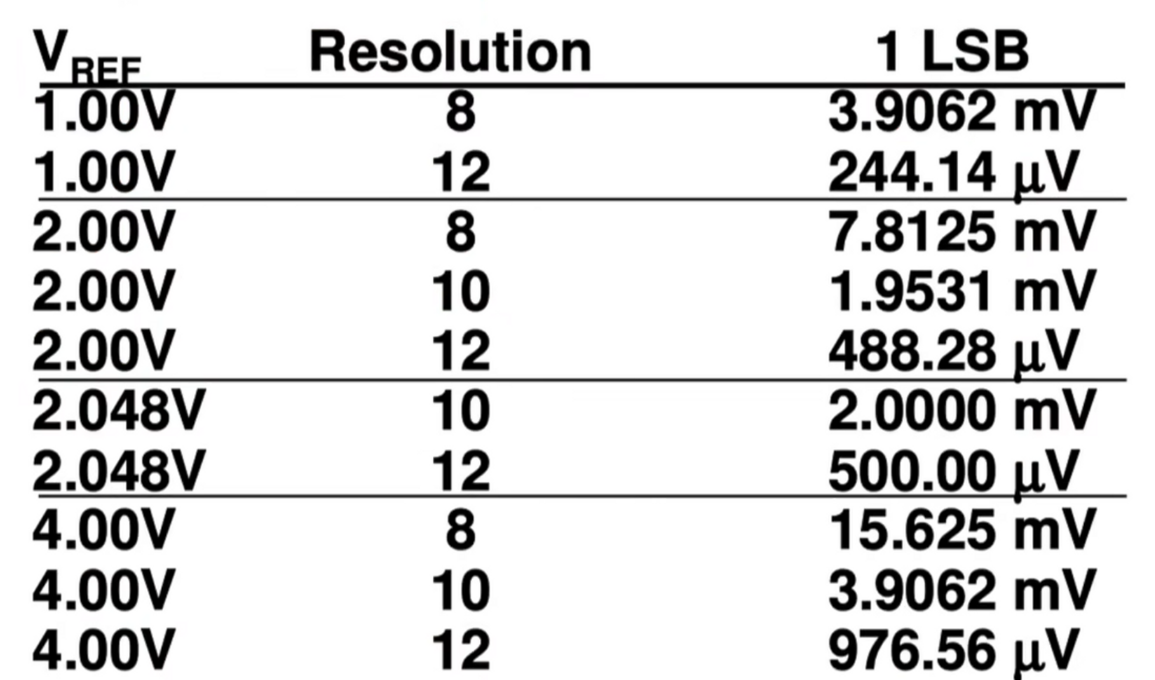 VREF Resolution 1 LSB
1.00V 8 3.9062 mV
1.00V 12 244.14 μV
2.00V 8 7.8125 mV
2.00V 10 1.9531 mV
2.00V 12 488.28 μV
2.048V 10 2.0000 mV
2.048V 12 500.00 μV
4.00V 8 15.625 mV
4.00V 10 3.9062 mV
4.00V 12 976.56 μV